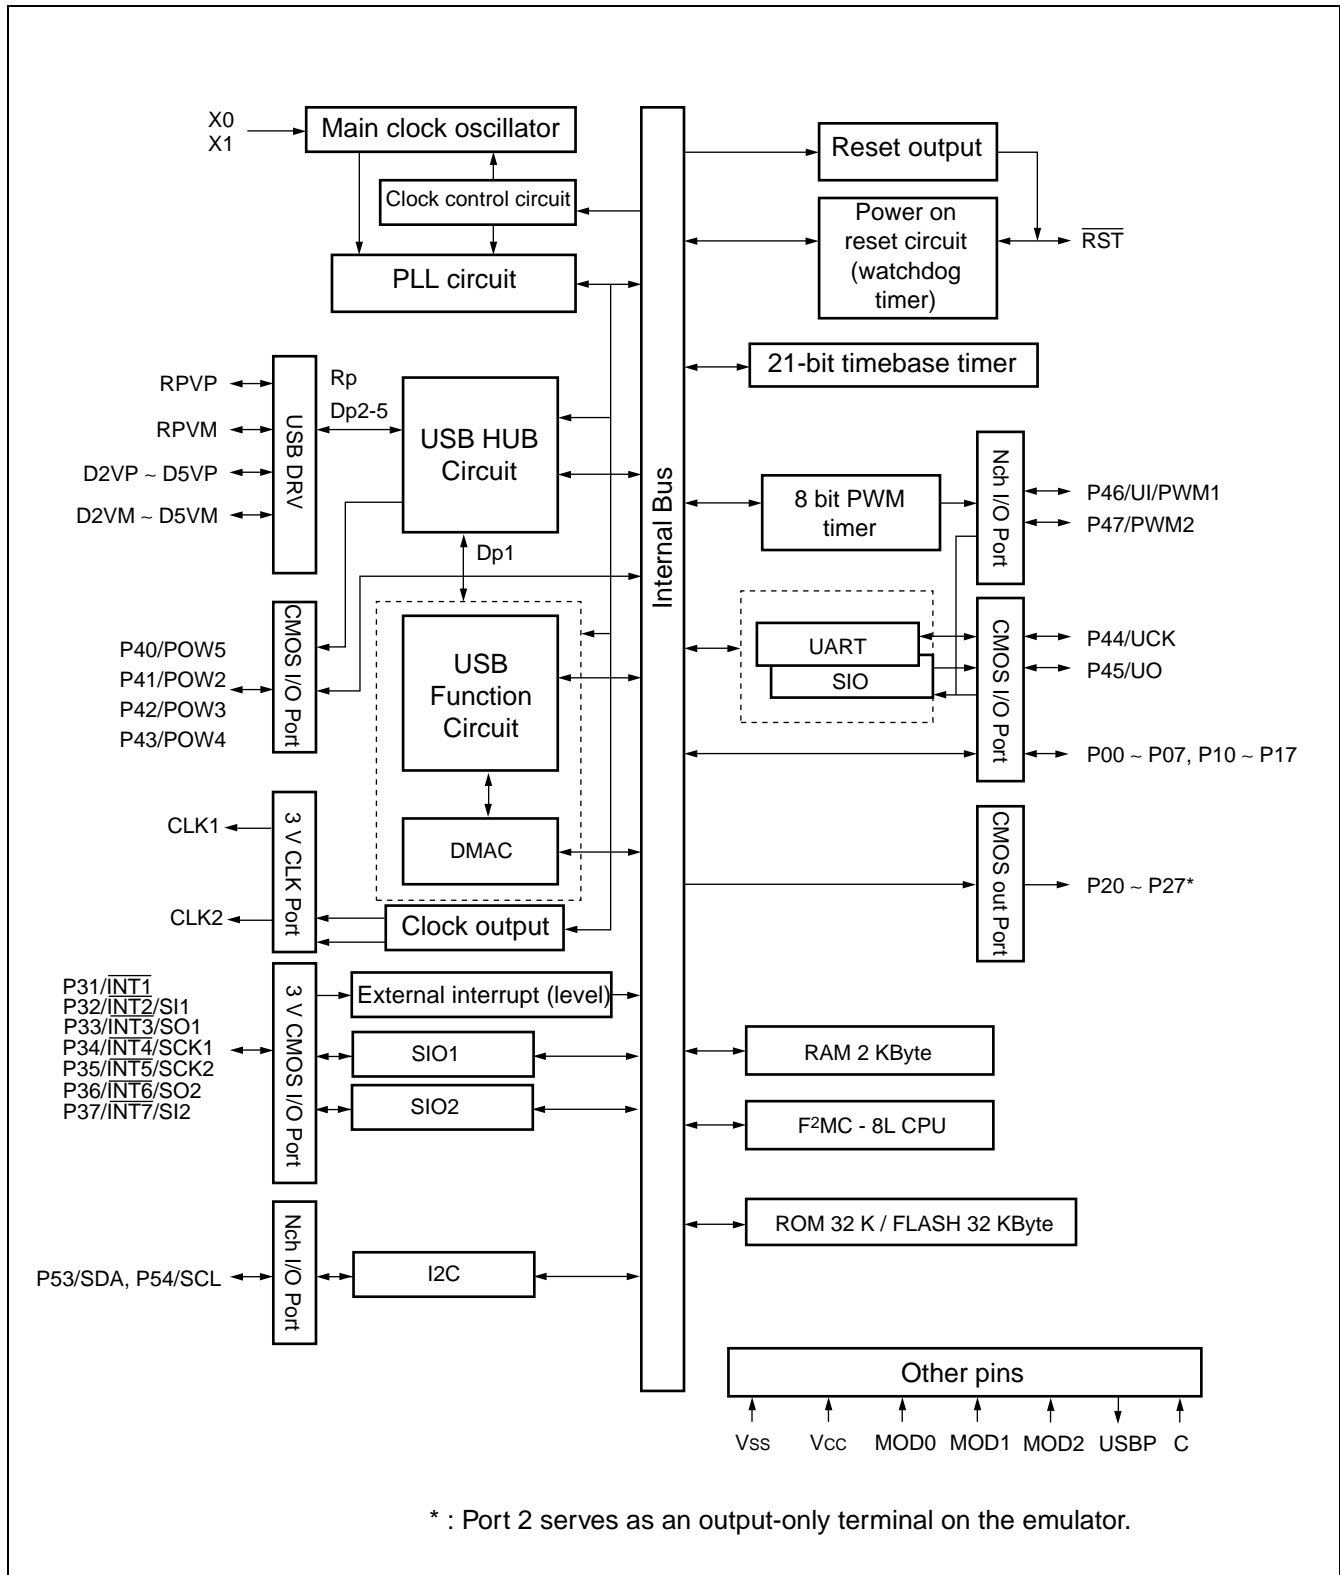 X0
X1
Main clock oscillator
Clock control circuit
PLL circuit
RPVP
RPVM
D2VP ~ D5VP
D2VM ~ D5VM
USB DRV
Rp
Dp2-5
USB HUB
Circuit
Dp1
P40/POW5
P41/POW2
P42/POW3
P43/POW4
CMOS I/O Port
USB
Function
Circuit
DMAC
CLK1
CLK2
3 V CLK Port
Clock output
P31/INT1
P32/INT2/SI1
P33/INT3/SO1
P34/INT4/SCK1
P35/INT5/SCK2
P36/INT6/SO2
P37/INT7/SI2
3 V CMOS I/O Port
External interrupt (level)
SIO1
SIO2
P53/SDA, P54/SCL
Nch I/O Port
I2C
Internal Bus
Reset output
Power on
reset circuit
(watchdog
timer)
RST
21-bit timebase timer
8 bit PWM
timer
Nch I/O Port
P46/UI/PWM1
P47/PWM2
UART
SIO
CMOS I/O Port
P44/UCK
P45/UO
P00 ~ P07, P10 ~ P17
CMOS out Port
P20 ~ P27*
RAM 2 KByte
F2MC - 8L CPU
ROM 32 K / FLASH 32 KByte
Other pins
VSS
VCC
MOD0
MOD1
MOD2
USBP
C
* : Port 2 serves as an output-only terminal on the emulator.